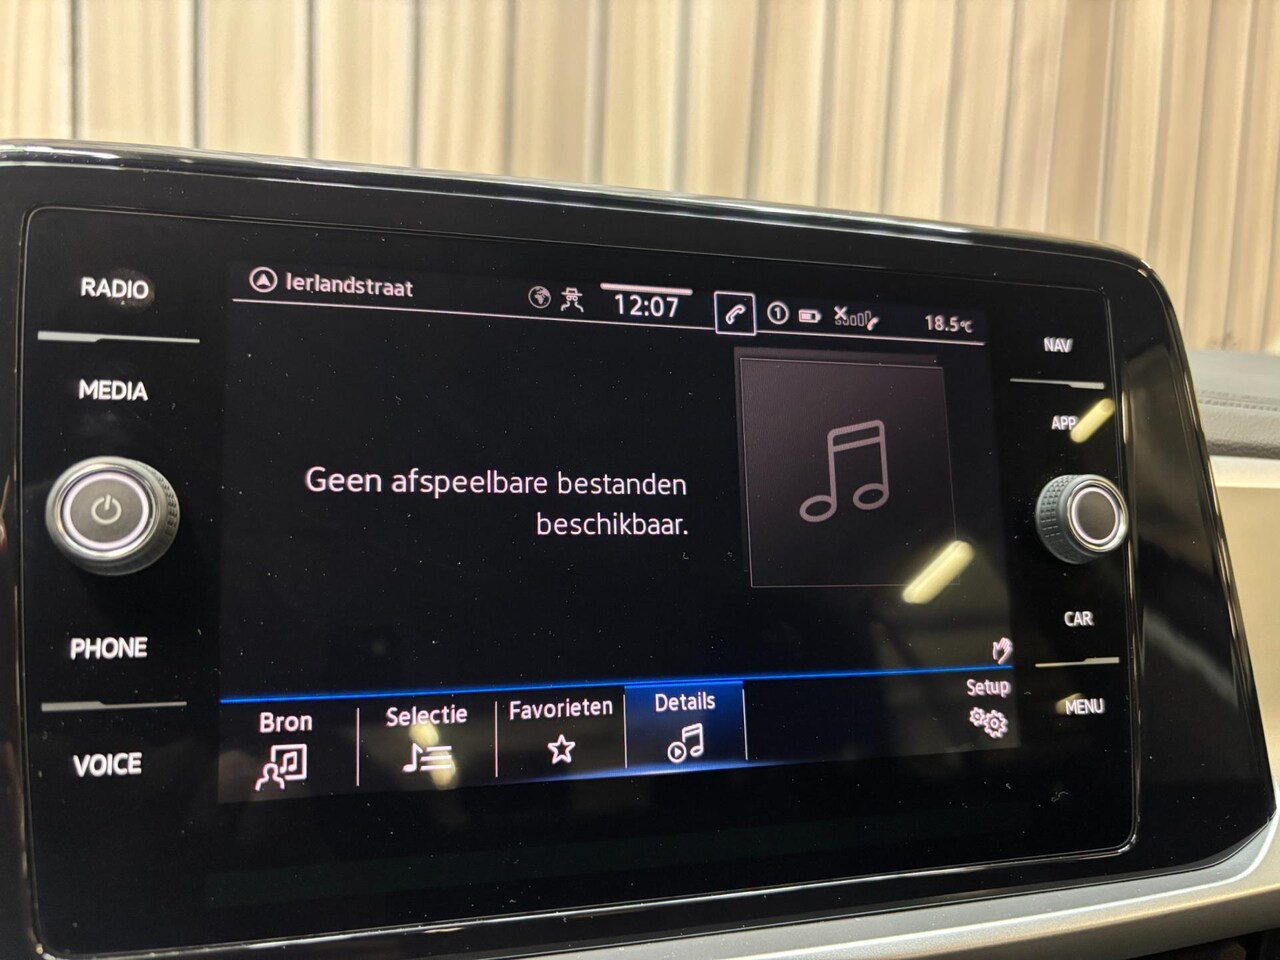 RADIO
MEDIA
PHONE
VOICE
Ierlandstraat
12:07
1
18.5°C
Geen afspeelbare bestanden
beschikbaar.
Bron
Selectie
Favorieten
Details
Setup
NAV
APP
CAR
MENU